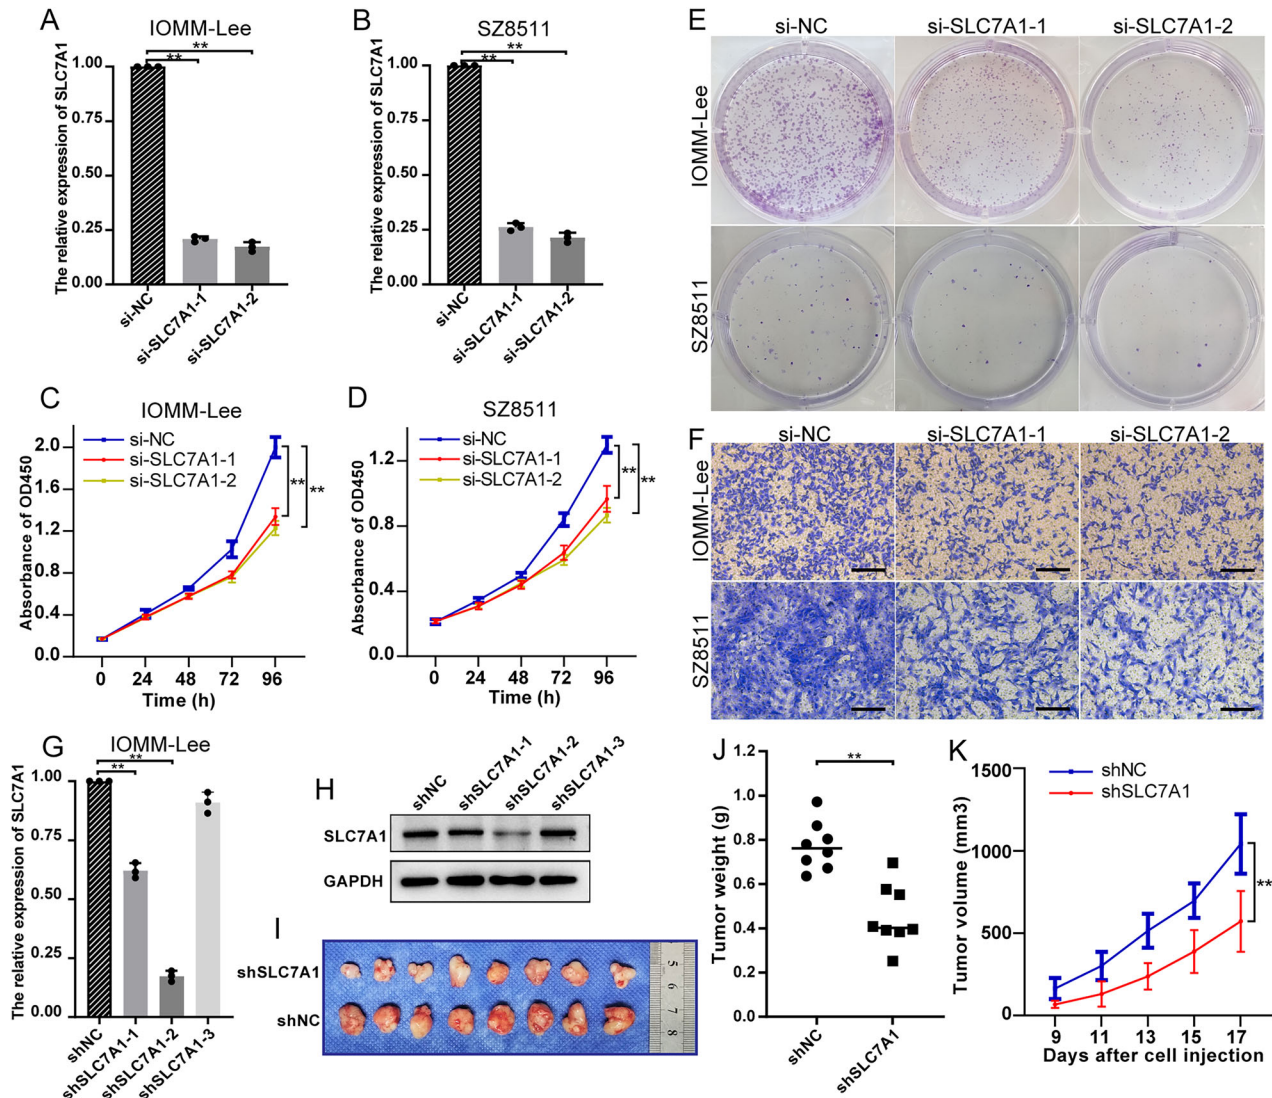 A
IOMM-Lee
The relative expression of SLC7A1
1.00
0.75
0.50
0.25
0.00
**
**
si-NC
si-SLC7A1-1
si-SLC7A1-2
B
SZ8511
The relative expression of SLC7A1
1.00
0.75
0.50
0.25
0.00
**
**
si-NC
si-SLC7A1-1
si-SLC7A1-2
C
IOMM-Lee
Absorbance of OD450
2.0
1.6
1.2
0.8
0.4
0.0
si-NC
si-SLC7A1-1
si-SLC7A1-2
**
**
0 24 48 72 96
Time (h)
D
SZ8511
Absorbance of OD450
1.2
0.8
0.4
0.0
si-NC
si-SLC7A1-1
si-SLC7A1-2
**
**
0 24 48 72 96
Time (h)
E
si-NC si-SLC7A1-1 si-SLC7A1-2
IOMM-Lee
SZ8511
F
si-NC si-SLC7A1-1 si-SLC7A1-2
IOMM-Lee
SZ8511
G
IOMM-Lee
The relative expression of SLC7A1
1.00
0.75
0.50
0.25
0.00
**
**
shNC
shSLC7A1-1
shSLC7A1-2
shSLC7A1-3
H
shNC
shSLC7A1-1
shSLC7A1-2
shSLC7A1-3
SLC7A1
GAPDH
I
shSLC7A1
shNC
5
6
7
8
J
Tumor weight (g)
1.2
1.0
0.8
0.6
0.4
0.2
0.0
**
shNC
shSLC7A1
K
Tumor volume (mm3)
1500
1000
500
0
shNC
shSLC7A1
**
9 11 13 15 17
Days after cell injection